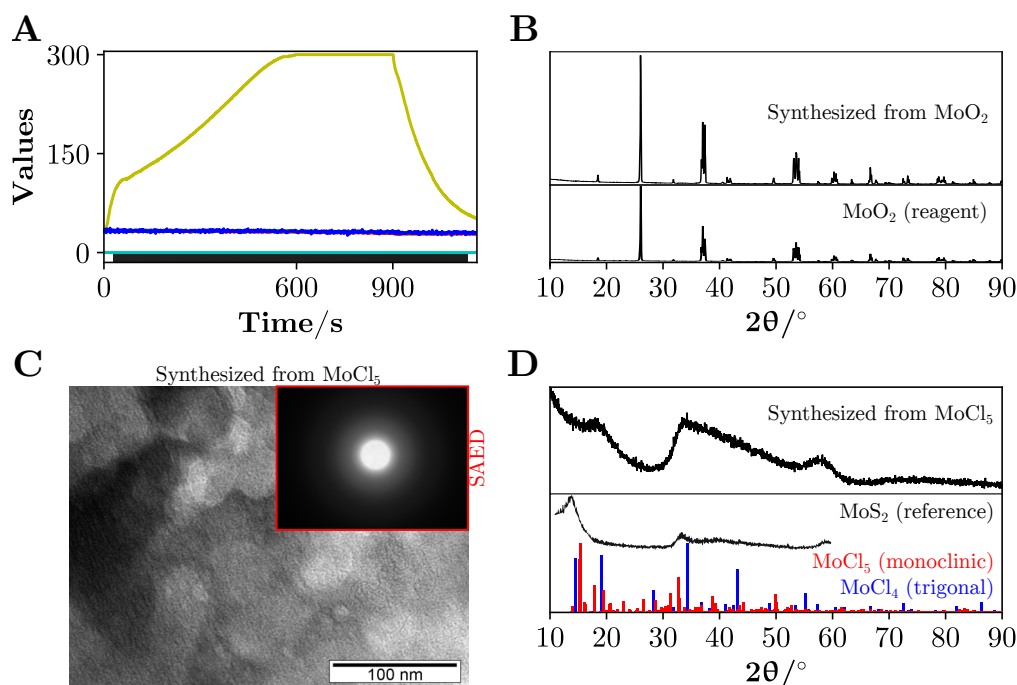 A
300
150
0
Values
0
600
900
Time/s
B
Synthesized from MoO₂
MoO₂ (reagent)
10
20
30
40
50
60
70
80
90
2θ/°
C
Synthesized from MoCl₅
SAED
100 nm
D
Synthesized from MoCl₅
MoS₂ (reference)
MoCl₅ (monoclinic)
MoCl₄ (trigonal)
10
20
30
40
50
60
70
80
90
2θ/°